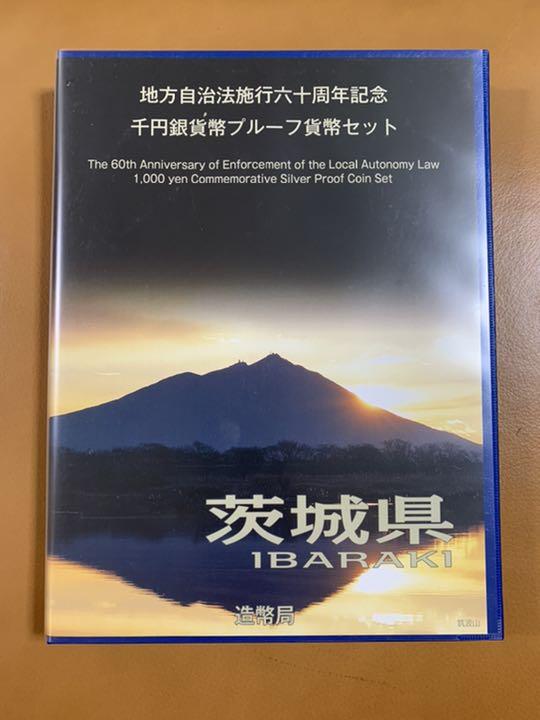 地方自治法施行六十周年記念
千円銀貨幣プルーフ貨幣セット
The 60th Anniversary of Enforcement of the Local Autonomy Law
1,000 yen Commemorative Silver Proof Coin Set
茨城県
IBARAKI
造幣局
筑波山